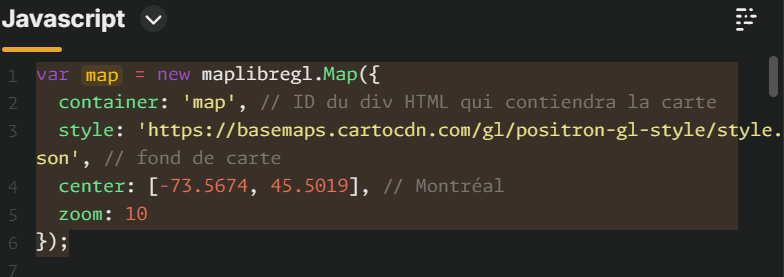 Javascript
1 var map = new maplibregl.Map({
2 container: 'map', // ID du div HTML qui contiendra la carte
3 style: 'https://basemaps.cartocdn.com/gl/positron-gl-style/style.
son', // fond de carte
4 center: [-73.5674, 45.5019], // Montréal
5 zoom: 10
6 });
7